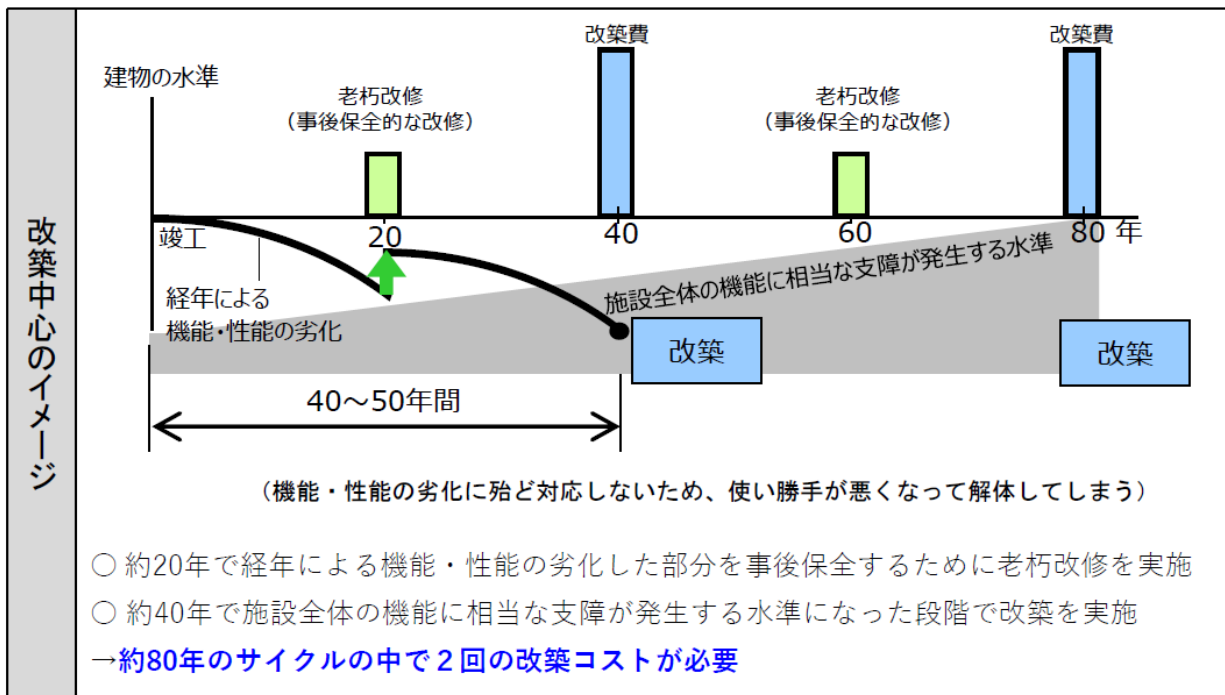 改築中心のイメージ
改築費
改築費
建物の水準
老朽改修
（事後保全的な改修）
老朽改修
（事後保全的な改修）
竣工
20
40
60
80 年
経年による
機能・性能の劣化
施設全体の機能に相当な支障が発生する水準
改築
改築
40～50年間
（機能・性能の劣化に殆ど対応しないため、使い勝手が悪くなって解体してしまう）
○ 約20年で経年による機能・性能の劣化した部分を事後保全するために老朽改修を実施
○ 約40年で施設全体の機能に相当な支障が発生する水準になった段階で改築を実施
→約80年のサイクルの中で２回の改築コストが必要